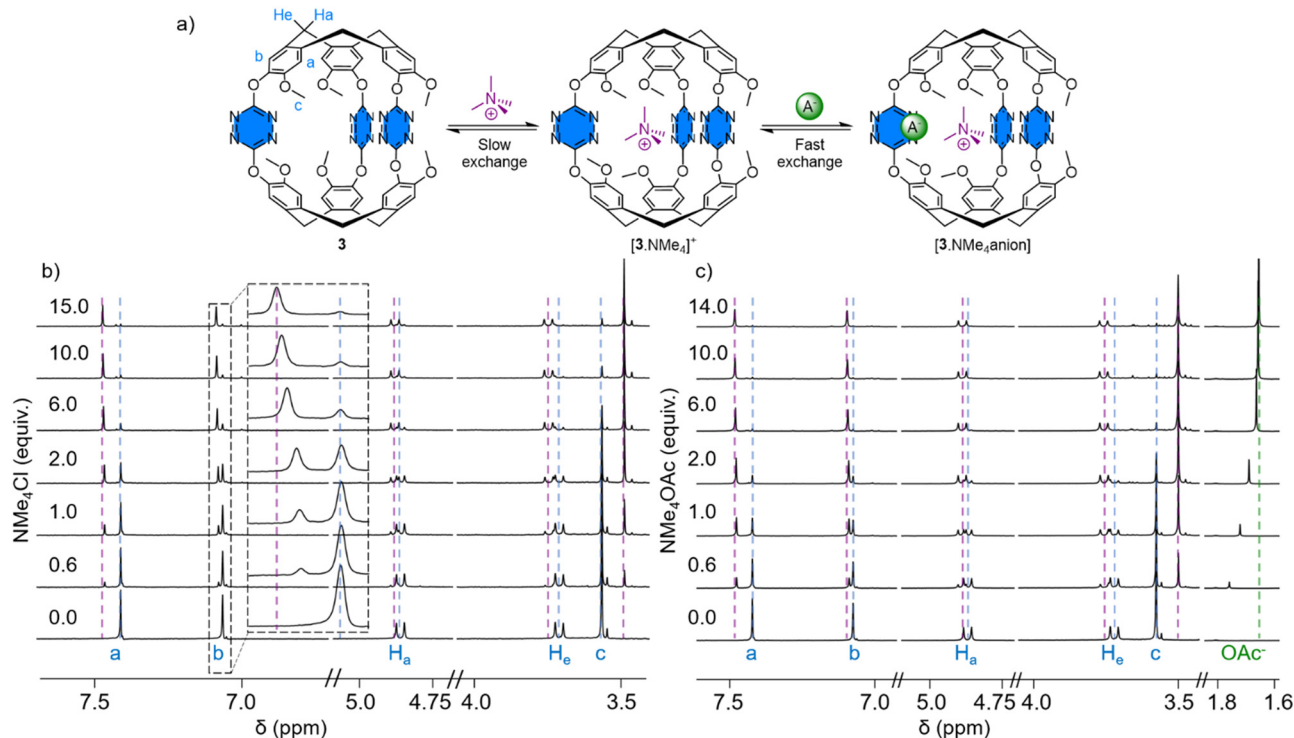 a)
He Ha
b
a
c
O
O
O
O
O
O
N
N
N
N
N
N
N
N
N
N
N
N
O
O
O
O
O
O
O
O
O
3
N
⊕
Slow
exchange
N
⊕
[3.NMe4]+
A-
Fast
exchange
A-
N
⊕
[3.NMe4anion]
b)
NMe4Cl (equiv.)
15.0
10.0
6.0
2.0
1.0
0.6
0.0
a
b
Ha
He
c
7.5
7.0
5.0
4.75
4.0
3.5
δ (ppm)
c)
NMe4OAc (equiv.)
14.0
10.0
6.0
2.0
1.0
0.6
0.0
a
b
Ha
He
c
OAc-
7.5
7.0
5.0
4.75
4.0
3.5
1.8
1.6
δ (ppm)